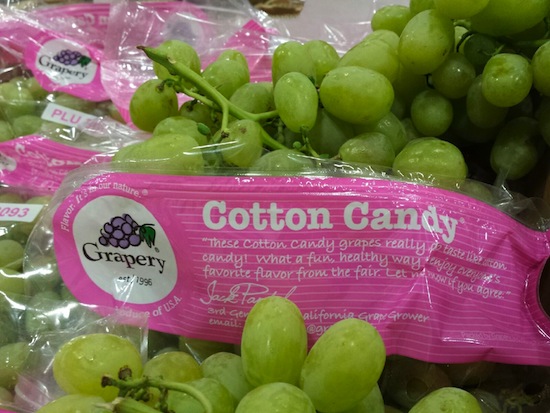 Grapery
PLU
Flavor. It's in our nature.®
Grapery®
est. 1996
Produce of U.S.A.
Cotton Candy
"These Cotton Candy grapes really taste like
candy! What a fun, healthy way enjoy everyone's
favorite flavor from the fair. Let know if you agree."
3rd California Grape Grower
email:
093